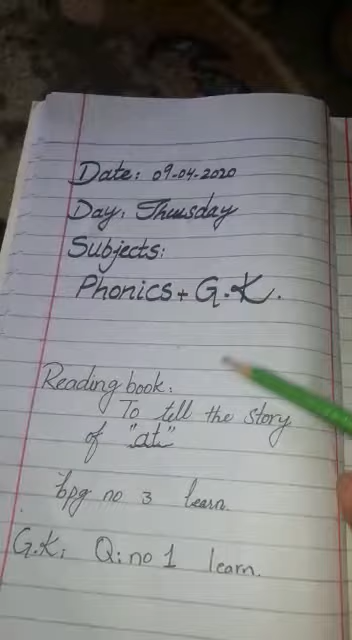 Date: 09-04-2020
Day: Thursday
Subjects:
Phonics + G.K.
Reading book:
To tell the story
of "at"
pg no 3 learn.
G.K: Q:no 1 learn.